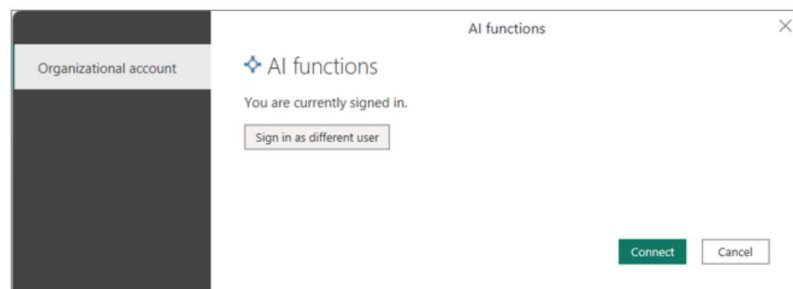 AI functions
Organizational account
AI functions
You are currently signed in.
Sign in as different user
Connect
Cancel